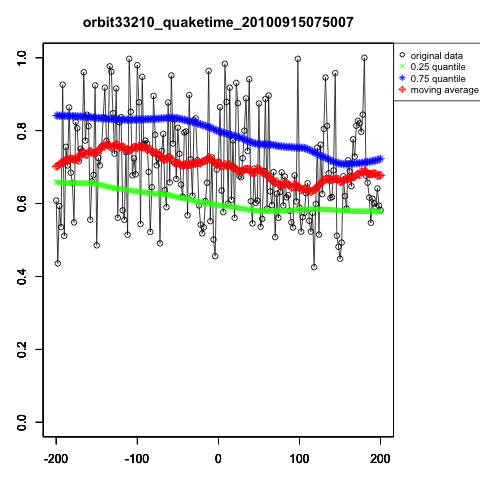 orbit33210_quaketime_20100915075007
original data
0.25 quantile
0.75 quantile
moving average
1.0
0.8
0.6
0.4
0.2
0.0
-200 -100 0 100 200